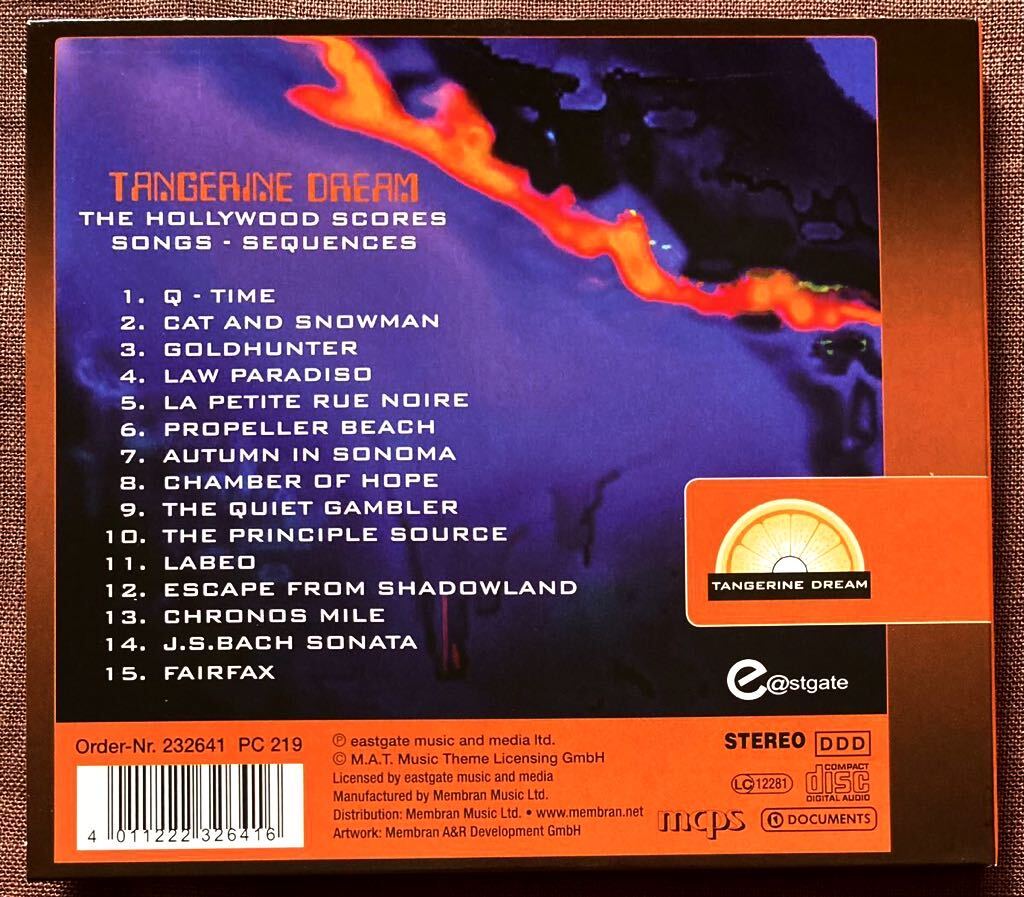 TANGERINE DREAM
THE HOLLYWOOD SCORES
SONGS - SEQUENCES
1. Q - TIME
2. CAT AND SNOWMAN
3. GOLDHUNTER
4. LAW PARADISO
5. LA PETITE RUE NOIRE
6. PROPELLER BEACH
7. AUTUMN IN SONOMA
8. CHAMBER OF HOPE
9. THE QUIET GAMBLER
10. THE PRINCIPLE SOURCE
11. LABEO
12. ESCAPE FROM SHADOWLAND
13. CHRONOS MILE
14. J.S.BACH SONATA
15. FAIRFAX
TANGERINE DREAM
e@stgate
Order-Nr. 232641 PC 219
4 011222 326416
℗ eastgate music and media ltd.
© M.A.T. Music Theme Licensing GmbH
Licensed by eastgate music and media
Manufactured by Membran Music Ltd.
Distribution: Membran Music Ltd. • www.membran.net
Artwork: Membran A&R Development GmbH
STEREO DDD
LC 12281
COMPACT
disc
DIGITAL AUDIO
mcps
DOCUMENTS